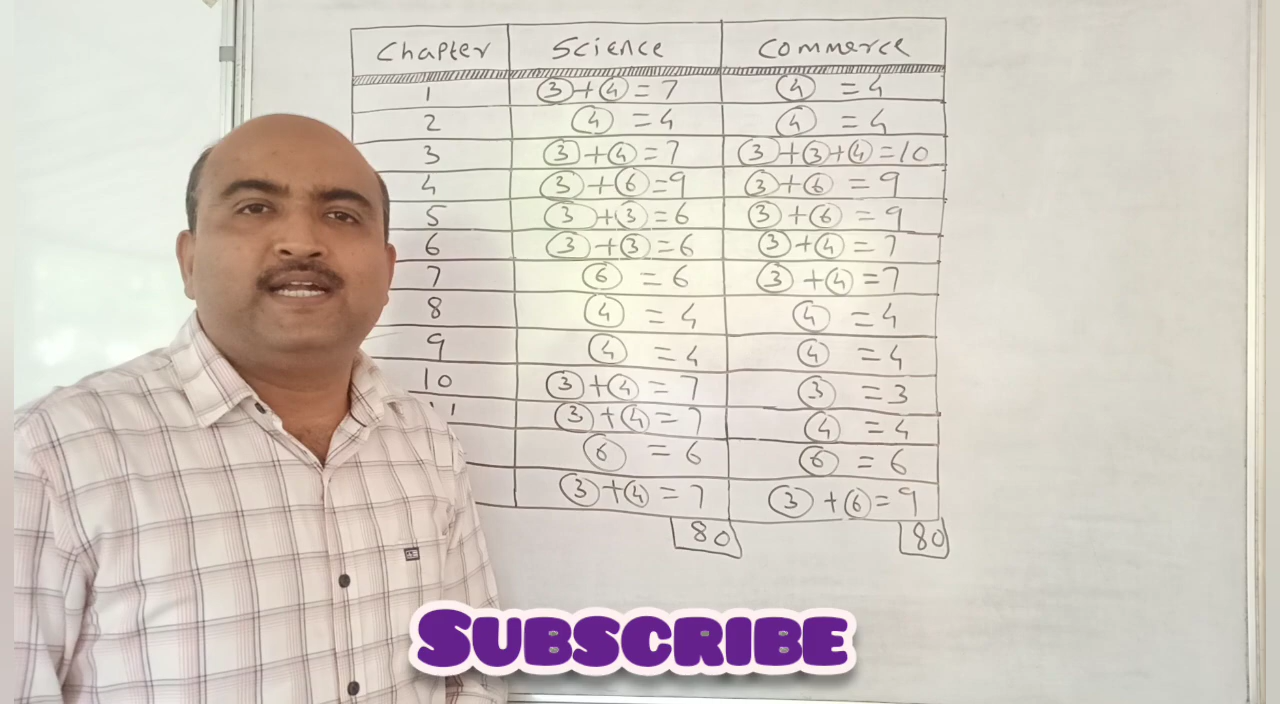 Chapter Science Commerce
1 3+4=7 4 =4
2 4 =4 4 =4
3 3+4=7 3+3+4=10
4 3+6=9 3+6 =9
5 3+3=6 3+6=9
6 3+3=6 3+4=7
7 6 =6 3+4=7
8 4 =4 4 =4
9 4 =4 4 =4
10 3+4=7 3 =3
11 3+4=7 4 =4
6 =6 6 =6
3+4=7 3+6=9
80 80
SUBSCRIBE